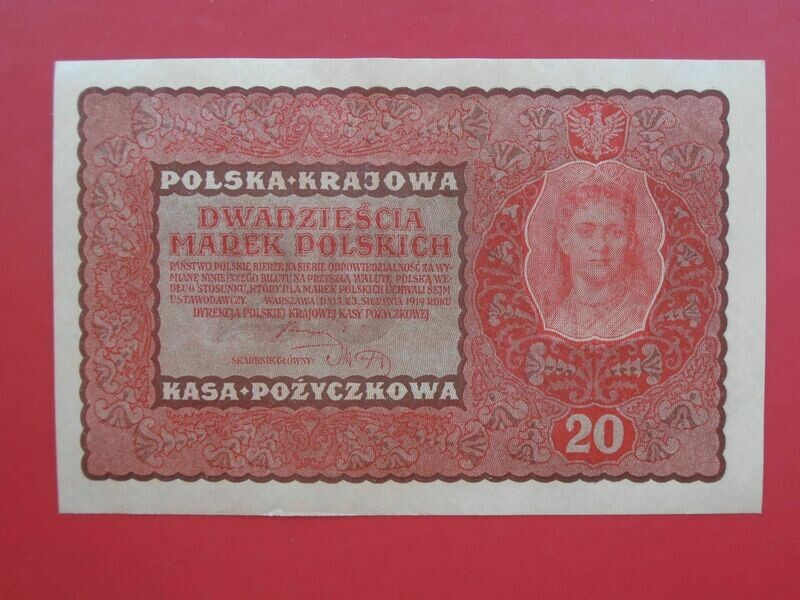 POLSKA · KRAJOWA
DWADZIEŚCIA
MAREK POLSKICH
PAŃSTWO POLSKIE BIERZE NA SIEBIE ODPOWIEDZIALNOŚĆ ZA WY-
MIANĘ NINIEJSZEGO BILETU NA PRZYSZŁĄ WALUTĘ POLSKĄ WE-
DŁUG STOSUNKU, KTÓRY DLA MAREK POLSKICH UCHWALI SEJM
USTAWODAWCZY. WARSZAWA, DNIA 23. SIERPNIA 1919 ROKU
DYREKCJA POLSKIEJ KRAJOWEJ KASY POŻYCZKOWEJ
SKARBNIK GŁÓWNY:
KASA · POŻYCZKOWA
20